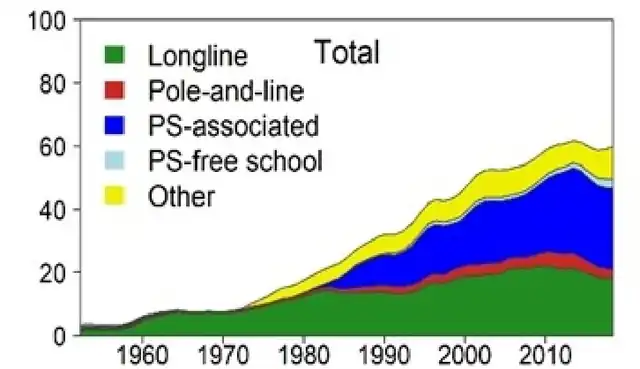 Total
100
80
60
40
20
0
Longline
Pole-and-line
PS-associated
PS-free school
Other
1960 1970 1980 1990 2000 2010